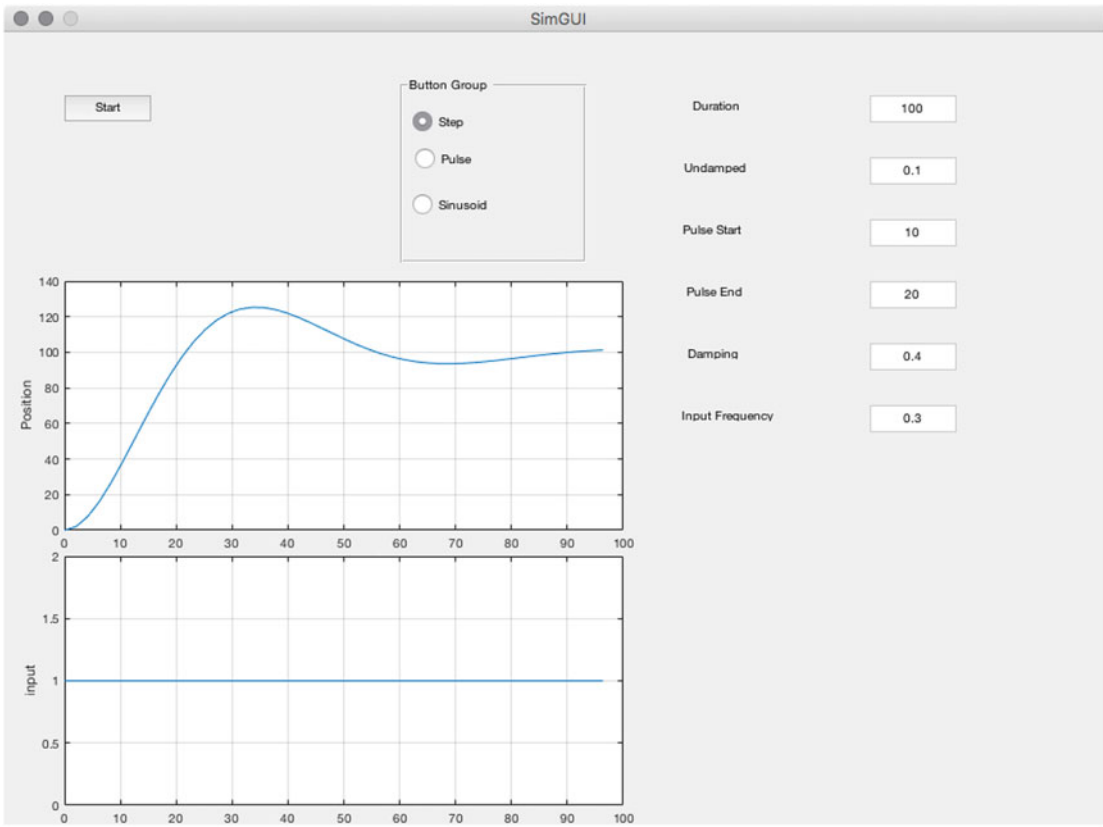 SimGUI
Start
Button Group
Step
Pulse
Sinusoid
Duration 100
Undamped 0.1
Pulse Start 10
Pulse End 20
Damping 0.4
Input Frequency 0.3
140
120
100
80
60
40
20
0
Position
0 10 20 30 40 50 60 70 80 90 100
2
1.5
1
0.5
0
input
0 10 20 30 40 50 60 70 80 90 100